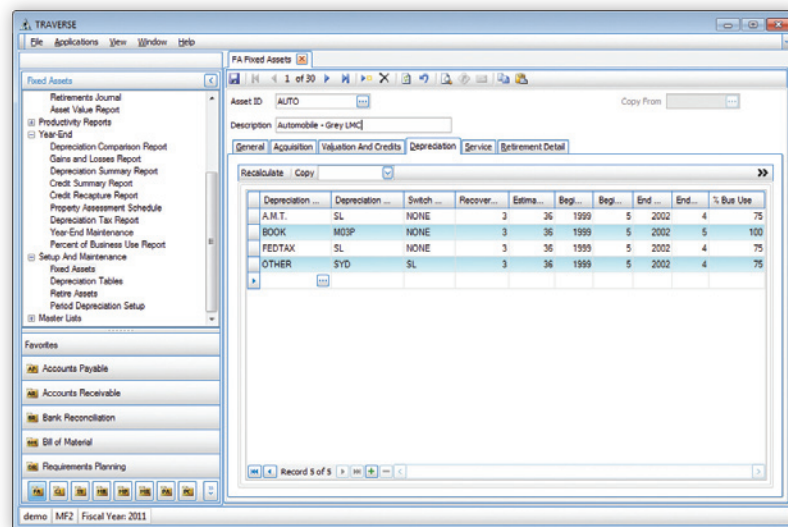 TRAVERSE
File Applications View Window Help
FA Fixed Assets
Fixed Assets
1 of 30
Retirements Journal
Asset Value Report
Productivity Reports
Year-End
Depreciation Comparison Report
Gains and Losses Report
Depreciation Summary Report
Credit Summary Report
Credit Recapture Report
Property Assessment Schedule
Depreciation Tax Report
Year-End Maintenance
Percent of Business Use Report
Setup And Maintenance
Fixed Assets
Depreciation Tables
Retire Assets
Period Depreciation Setup
Master Lists
Favorites
Accounts Payable
Accounts Receivable
Bank Reconciliation
Bill of Material
Requirements Planning
Asset ID AUTO ... Copy From ...
Description Automobile - Grey LMC
General Acquisition Valuation And Credits Depreciation Service Retirement Detail
Recalculate Copy
Depreciation ... Depreciation ... Switch ... Recover... Estima... Begi... Begi... End ... End... % Bus Use
A.M.T. SL NONE 3 36 1999 5 2002 4 75
BOOK M03P NONE 3 36 1999 5 2002 5 100
FEDTAX SL NONE 3 36 1999 5 2002 4 75
OTHER SYD SL 3 36 1999 5 2002 4 75
...
Record 5 of 5
demo MF2 Fiscal Year: 2011